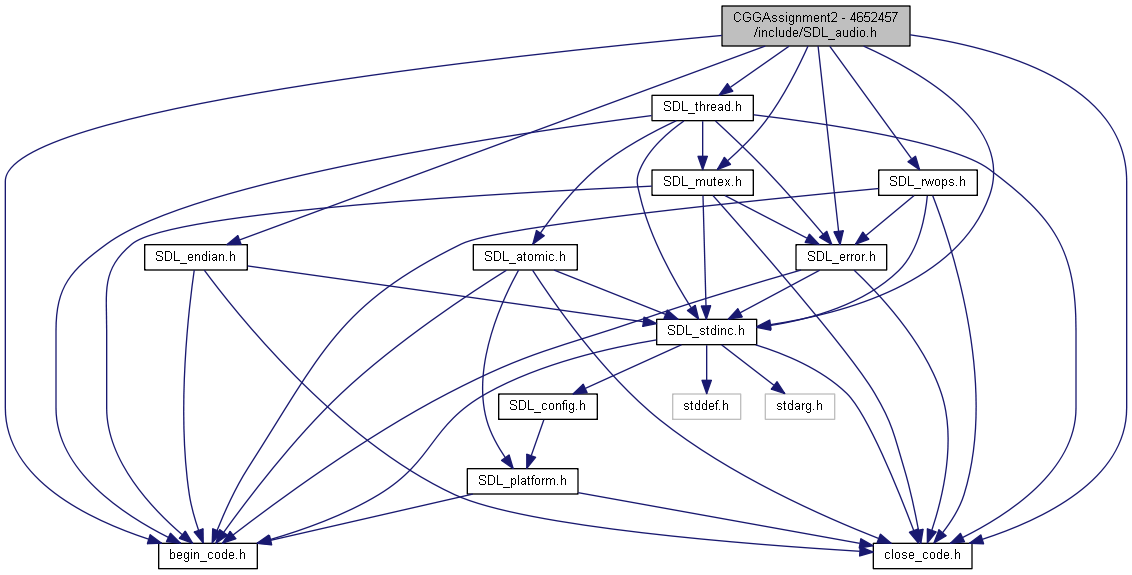 CGGAssignment2 - 4652457
/include/SDL_audio.h
SDL_thread.h
SDL_mutex.h
SDL_rwops.h
SDL_endian.h
SDL_atomic.h
SDL_error.h
SDL_stdinc.h
SDL_config.h
stddef.h
stdarg.h
SDL_platform.h
begin_code.h
close_code.h